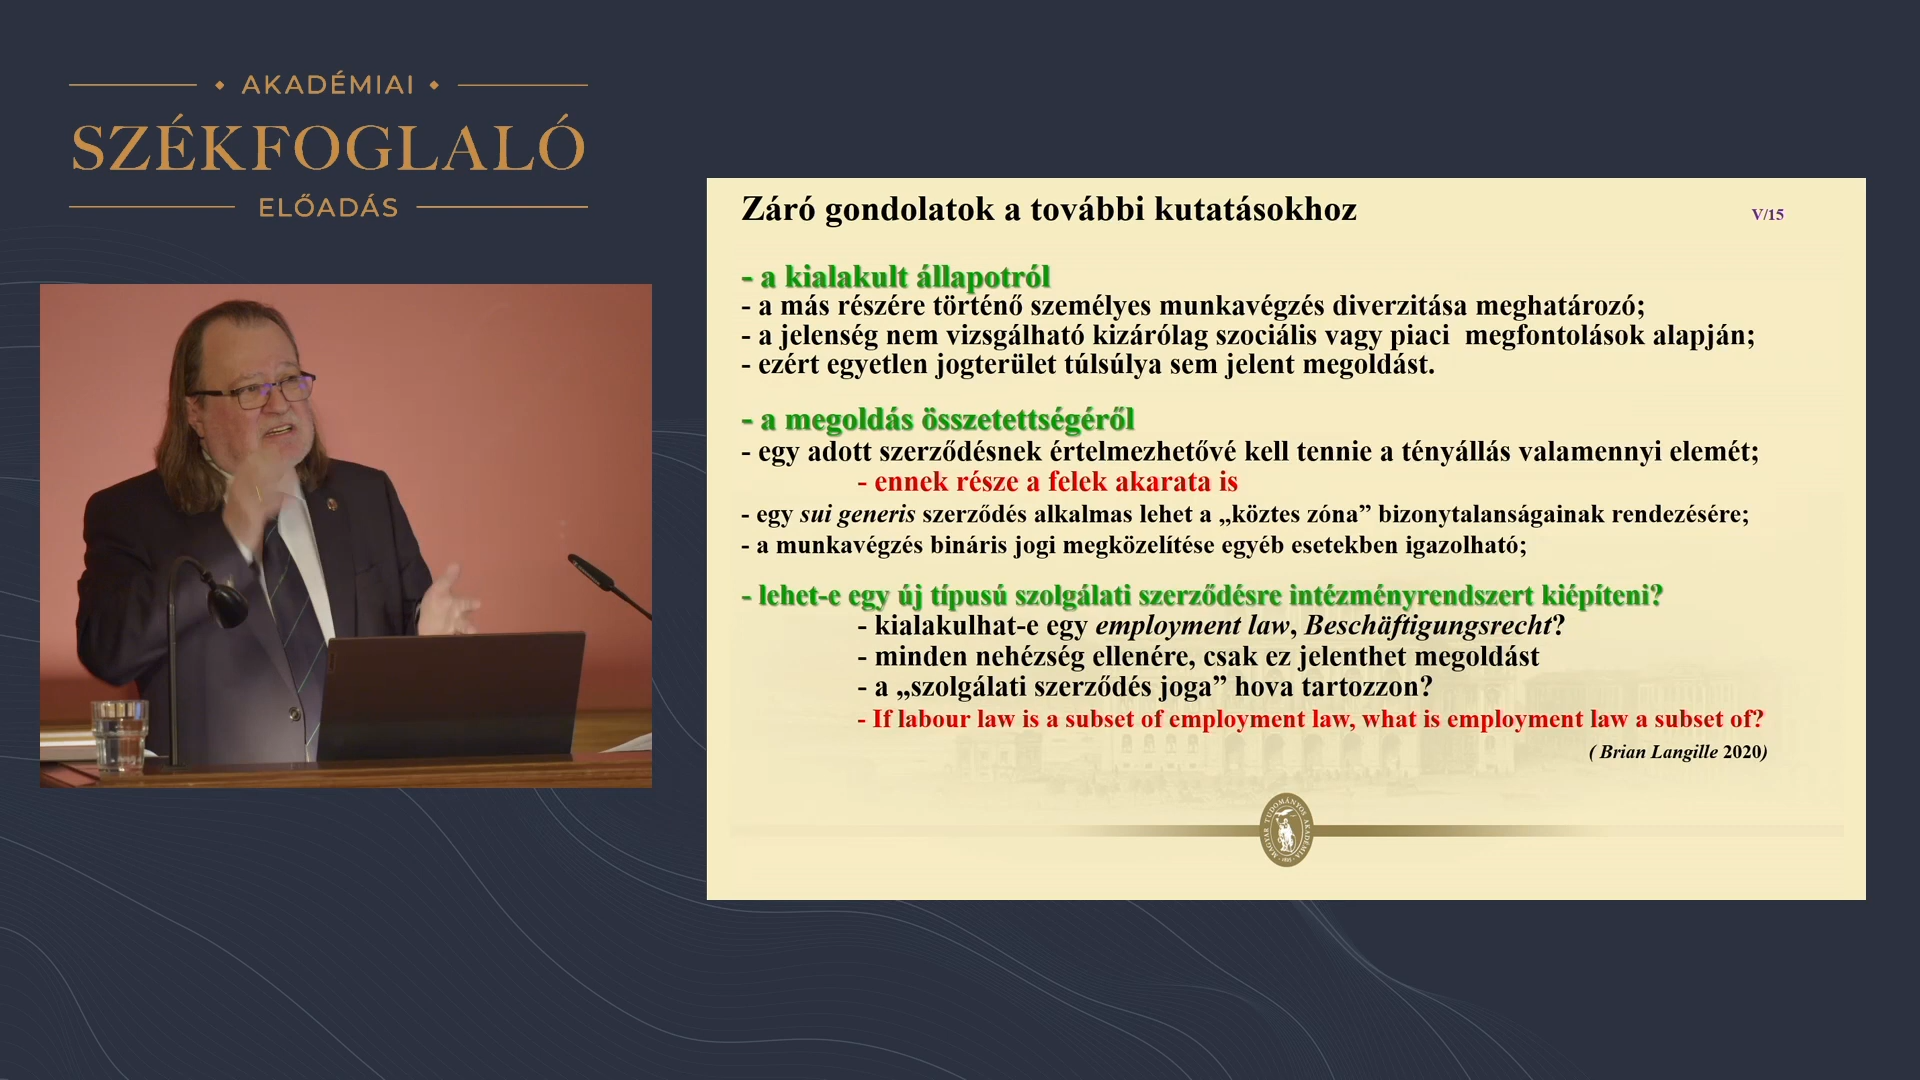 AKADÉMIAI
SZÉKFOGLALÓ
ELŐADÁS
Záró gondolatok a további kutatásokhoz
V/15
- a kialakult állapotról
- a más részére történő személyes munkavégzés diverzitása meghatározó;
- a jelenség nem vizsgálható kizárólag szociális vagy piaci megfontolások alapján;
- ezért egyetlen jogterület túlsúlya sem jelent megoldást.
- a megoldás összetettségéről
- egy adott szerződésnek értelmezhetővé kell tennie a tényállás valamennyi elemét;
- ennek része a felek akarata is
- egy sui generis szerződés alkalmas lehet a „köztes zóna” bizonytalanságainak rendezésére;
- a munkavégzés bináris jogi megközelítése egyéb esetekben igazolható;
- lehet-e egy új típusú szolgálati szerződésre intézményrendszert kiépíteni?
- kialakulhat-e egy employment law, Beschäftigungsrecht?
- minden nehézség ellenére, csak ez jelenthet megoldást
- a „szolgálati szerződés joga” hova tartozzon?
- If labour law is a subset of employment law, what is employment law a subset of?
( Brian Langille 2020)
MAGYAR TUDOMÁNYOS AKADÉMIA